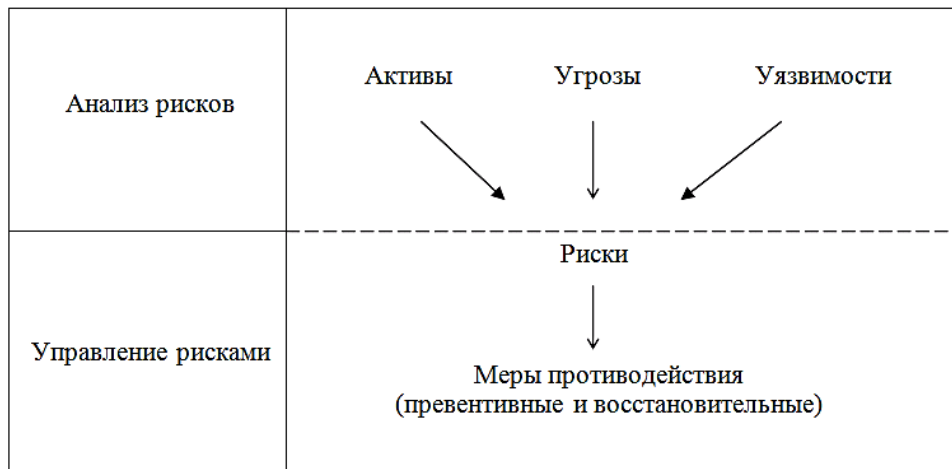 Анализ рисков
Активы
Угрозы
Уязвимости
Управление рисками
Риски
Меры противодействия
(превентивные и восстановительные)